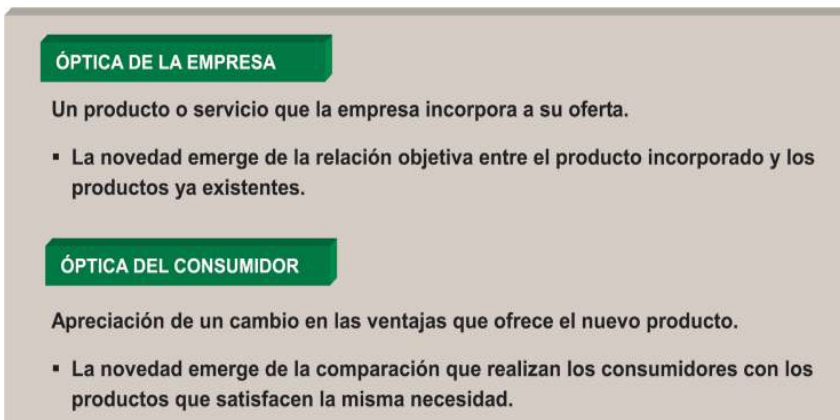 ÓPTICA DE LA EMPRESA
Un producto o servicio que la empresa incorpora a su oferta.
▪ La novedad emerge de la relación objetiva entre el producto incorporado y los
productos ya existentes.
ÓPTICA DEL CONSUMIDOR
Apreciación de un cambio en las ventajas que ofrece el nuevo producto.
▪ La novedad emerge de la comparación que realizan los consumidores con los
productos que satisfacen la misma necesidad.